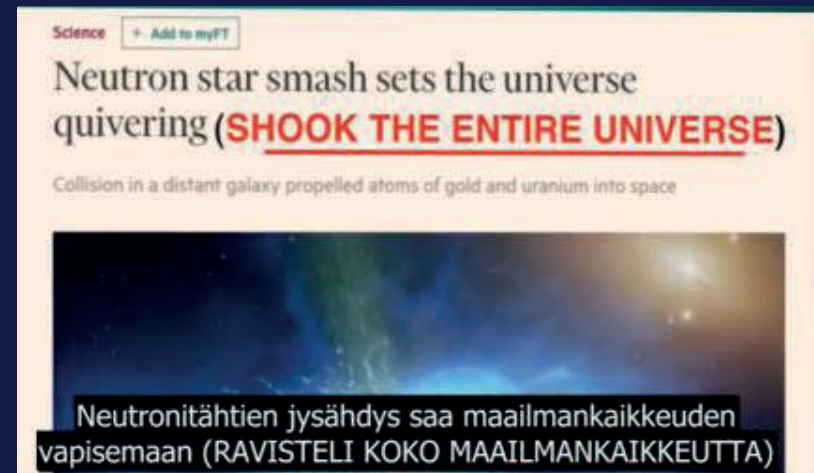 Science + Add to myFT
Neutron star smash sets the universe
quivering (SHOOK THE ENTIRE UNIVERSE)
Collision in a distant galaxy propelled atoms of gold and uranium into space
Neutronitähtien jysähdys saa maailmankaikkeuden
vapisemaan (RAVISTELI KOKO MAAILMANKAIKKEUTTA)